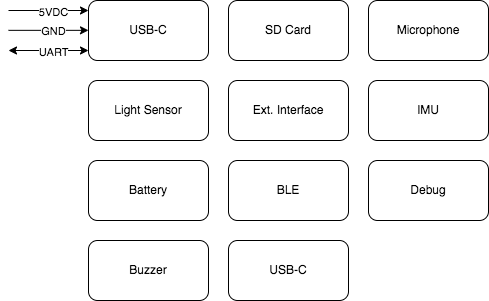 5VDC
GND
UART
USB-C
SD Card
Microphone
Light Sensor
Ext. Interface
IMU
Battery
BLE
Debug
Buzzer
USB-C